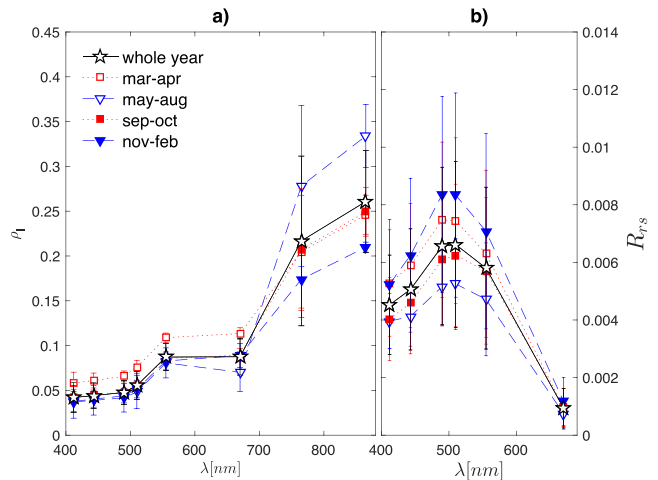 a)
b)
0.45
0.4
0.35
0.3
0.25
0.2
0.15
0.1
0.05
0
ρl
whole year
mar-apr
may-aug
sep-oct
nov-feb
400 500 600 700 800
λ[nm]
400 500 600
λ[nm]
0.014
0.012
0.01
0.008
0.006
0.004
0.002
0
Rrs